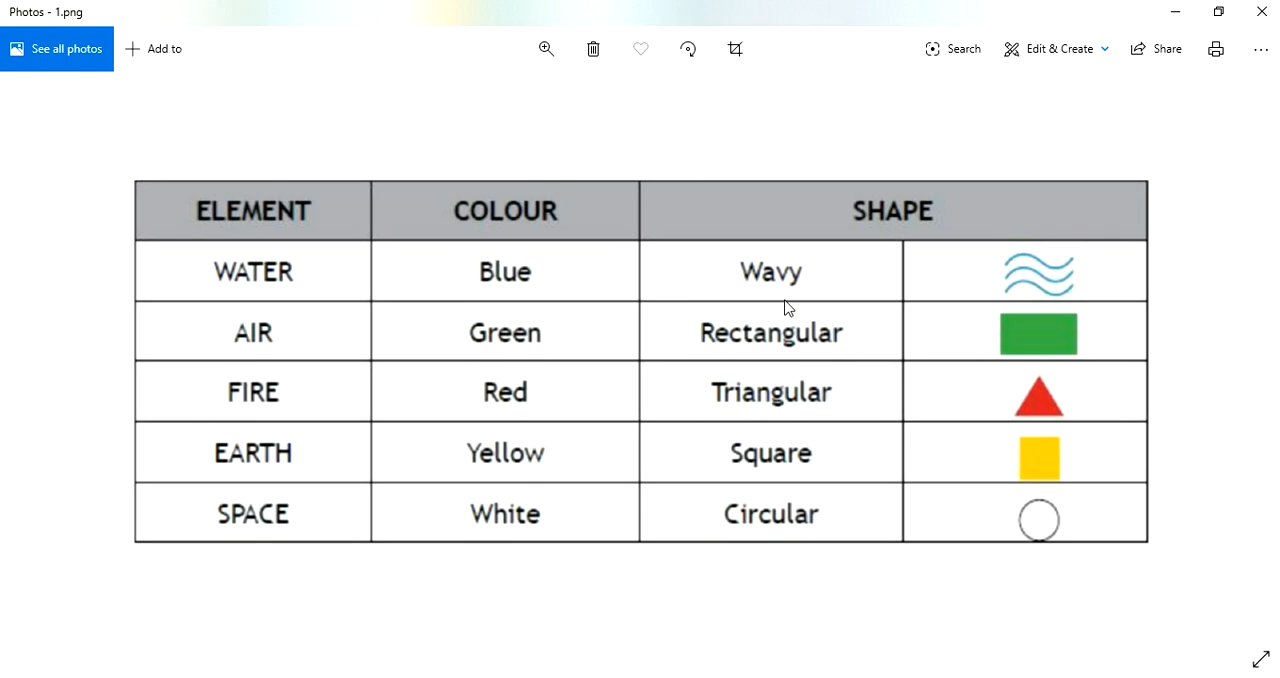 Photos - 1.png
See all photos Add to Search Edit & Create Share
ELEMENT COLOUR SHAPE
WATER Blue Wavy
AIR Green Rectangular
FIRE Red Triangular
EARTH Yellow Square
SPACE White Circular